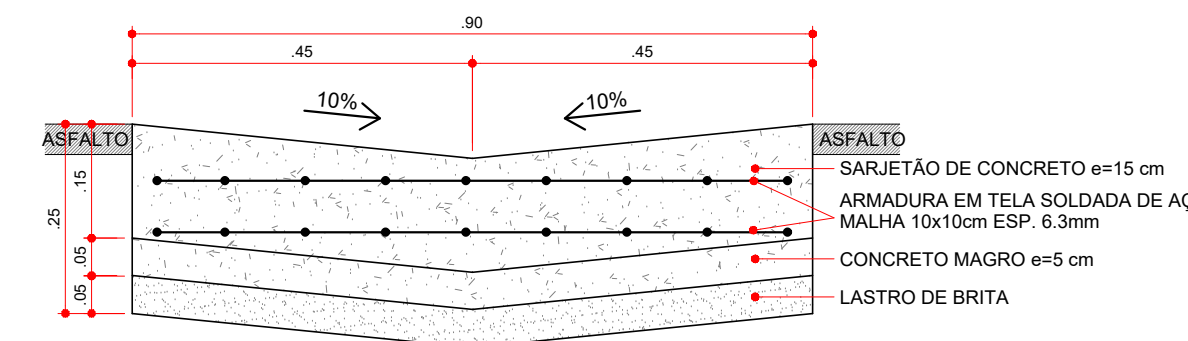 .90
.45
.45
10%
10%
ASFALTO
ASFALTO
.15
.25
.05
.05
SARJETÃO DE CONCRETO e=15 cm
ARMADURA EM TELA SOLDADA DE
MALHA 10x10cm ESP. 6.3mm
CONCRETO MAGRO e=5 cm
LASTRO DE BRITA